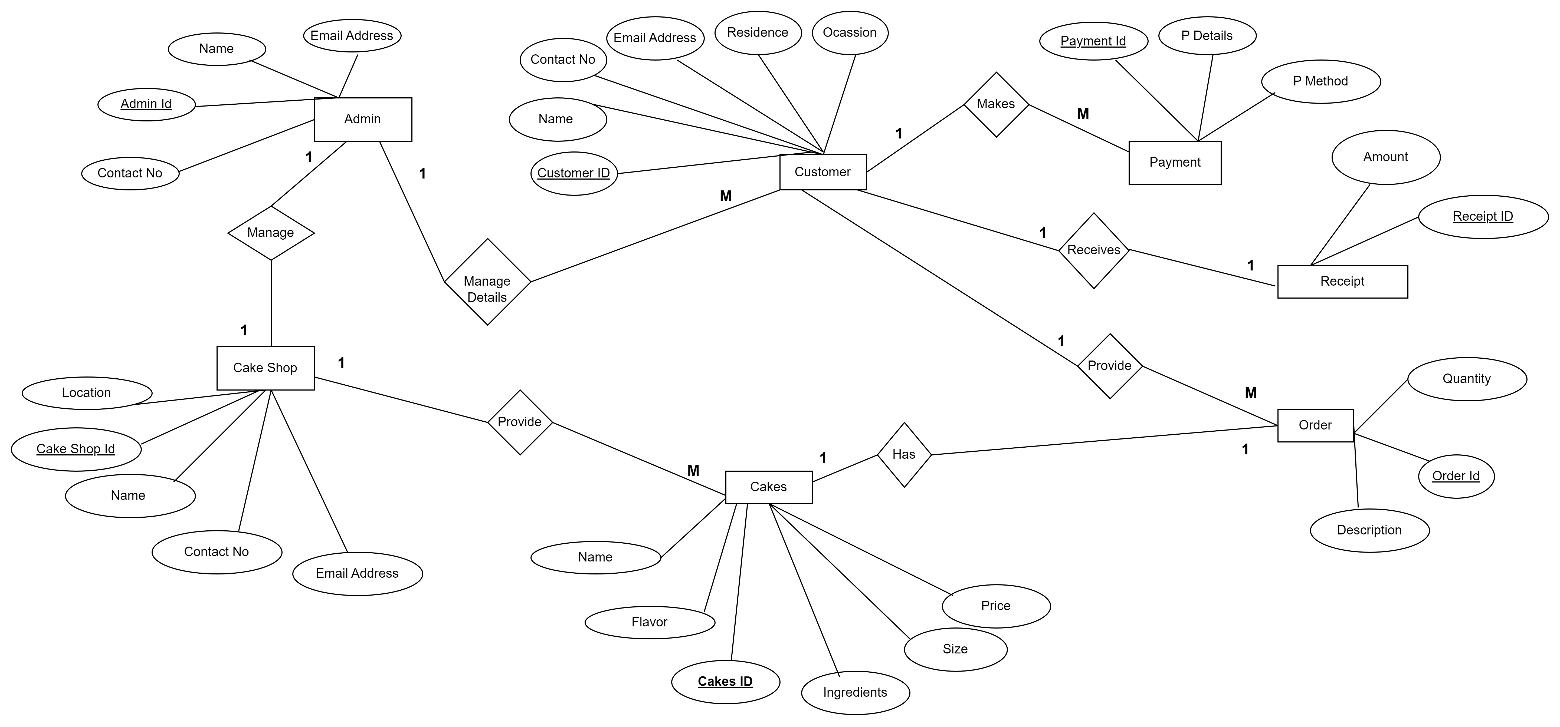 Email Address
Name
Admin Id
Admin
Contact No
1
1
Manage
Manage
Details
M
1
Email Address
Residence
Ocassion
Contact No
Name
Customer ID
Customer
1
Makes
M
Payment Id
P Details
P Method
Payment
Amount
Receipt ID
1
Receives
1
Receipt
1
Provide
M
Order
Quantity
Order Id
Description
1
Cake Shop
1
Location
Cake Shop Id
Name
Contact No
Email Address
Provide
M
Cakes
1
Has
1
Name
Flavor
Cakes ID
Ingredients
Size
Price